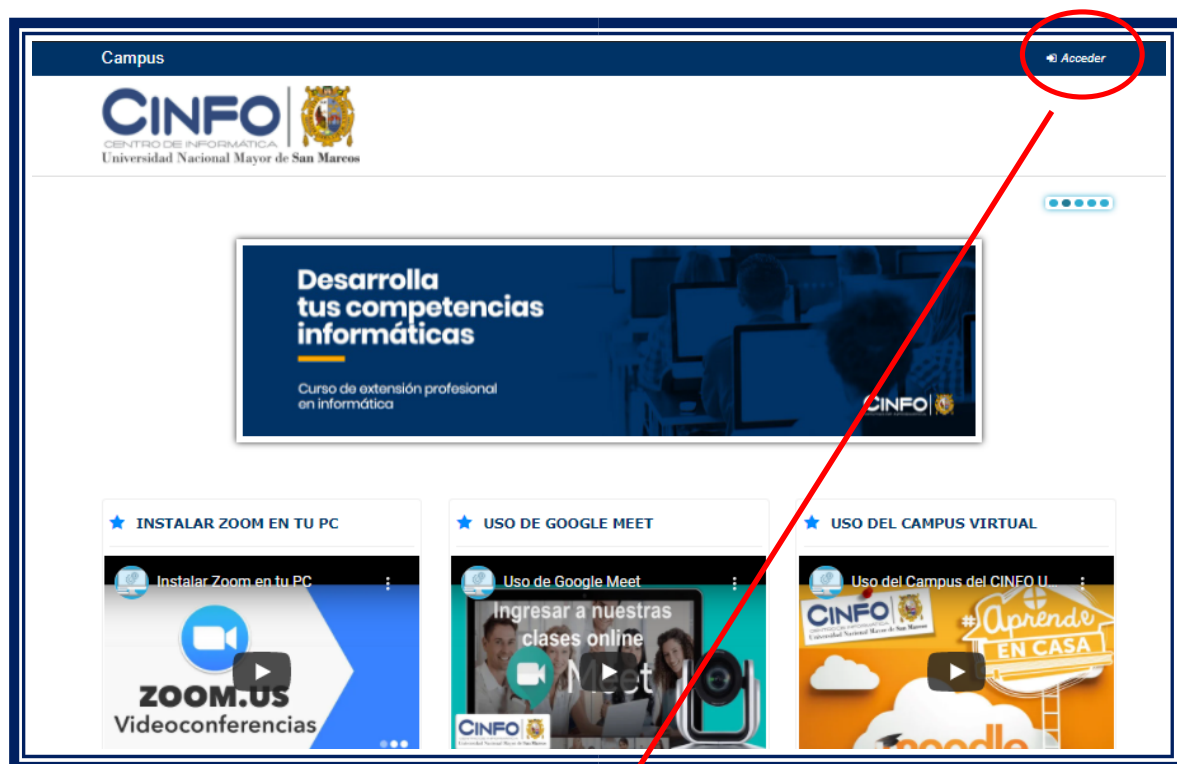 Campus
Acceder
CINFO
CENTRO DE INFORMÁTICA
Universidad Nacional Mayor de San Marcos
Desarrolla
tus competencias
informáticas
Curso de extensión profesional
en informática
CINFO
INSTALAR ZOOM EN TU PC
USO DE GOOGLE MEET
USO DEL CAMPUS VIRTUAL
Instalar Zoom en tu PC
ZOOM.US
Videoconferencias
Uso de Google Meet
Ingresar a nuestras
clases online
Meet
CINFO
Uso del Campus del CINFO U...
CINFO
Universidad Nacional Mayor de San Marcos
#Aprende
EN CASA
moodle